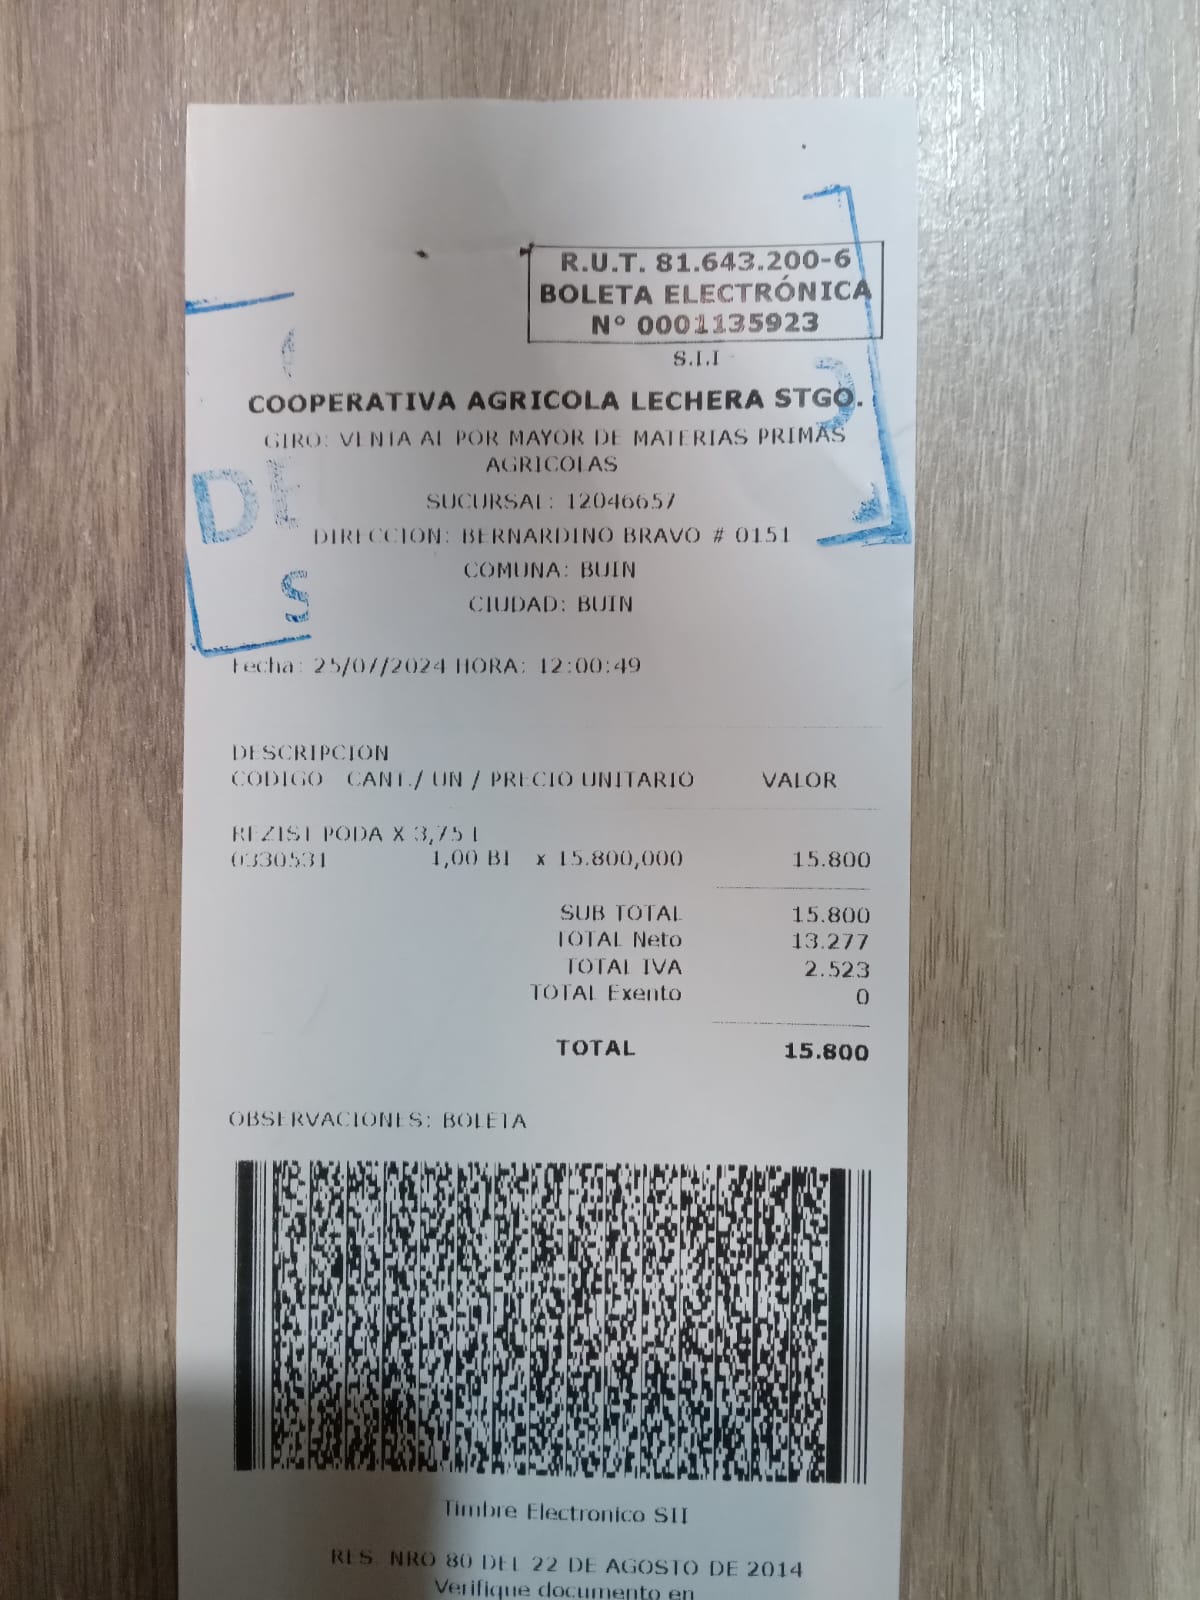 R.U.T. 81.643.200-6
BOLETA ELECTRÓNICA
Nº 0001135923
S.I.I
COOPERATIVA AGRICOLA LECHERA STGO.
GIRO: VENTA AL POR MAYOR DE MATERIAS PRIMAS
AGRICOLAS
SUCURSAL: 12046657
DIRECCION: BERNARDINO BRAVO # 0151
COMUNA: BUIN
CIUDAD: BUIN
Fecha: 25/07/2024 HORA: 12:00:49
DESCRIPCION
CODIGO CANT./ UN / PRECIO UNITARIO VALOR
REZIST PODA X 3,75 L
0330531 1,00 BI x 15.800,000 15.800
SUB TOTAL 15.800
TOTAL Neto 13.277
TOTAL IVA 2.523
TOTAL Exento 0
TOTAL 15.800
OBSERVACIONES: BOLETA
Timbre Electronico SII
RES. NRO 80 DEL 22 DE AGOSTO DE 2014
Verifique documento en